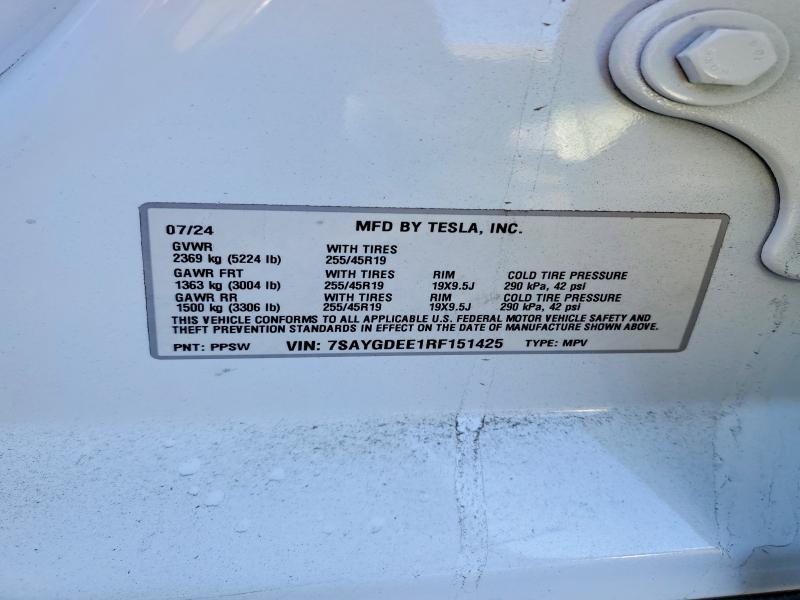 07/24 MFD BY TESLA, INC.
GVWR WITH TIRES
2369 kg (5224 lb) 255/45R19
GAWR FRT WITH TIRES RIM COLD TIRE PRESSURE
1363 kg (3004 lb) 255/45R19 19X9.5J 290 kPa, 42 psi
GAWR RR WITH TIRES RIM COLD TIRE PRESSURE
1500 kg (3306 lb) 255/45R19 19X9.5J 290 kPa, 42 psi
THIS VEHICLE CONFORMS TO ALL APPLICABLE U.S. FEDERAL MOTOR VEHICLE SAFETY AND
THEFT PREVENTION STANDARDS IN EFFECT ON THE DATE OF MANUFACTURE SHOWN ABOVE.
PNT: PPSW VIN: 7SAYGDEE1RF151425 TYPE: MPV